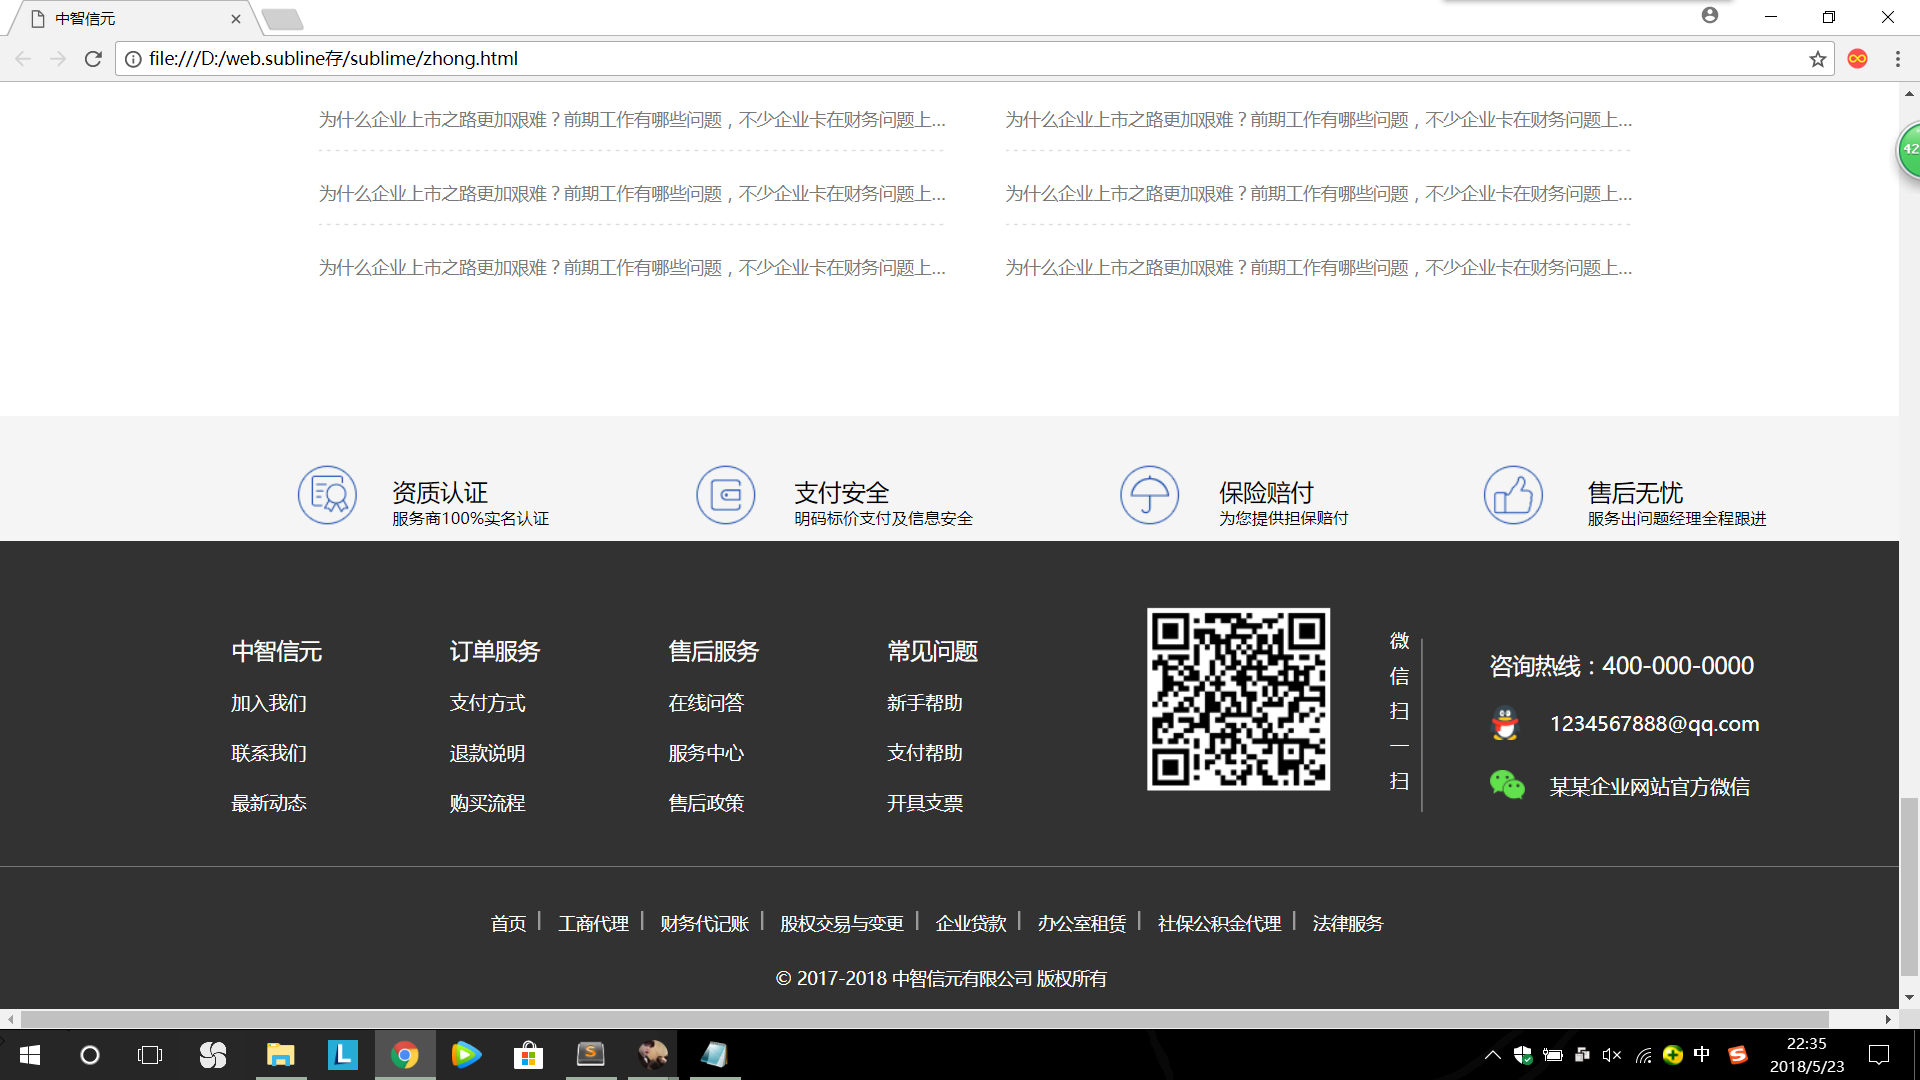 中智信元
file:///D:/web.subline存/sublime/zhong.html
为什么企业上市之路更加艰难？前期工作有哪些问题，不少企业卡在财务问题上...
为什么企业上市之路更加艰难？前期工作有哪些问题，不少企业卡在财务问题上...
为什么企业上市之路更加艰难？前期工作有哪些问题，不少企业卡在财务问题上...
为什么企业上市之路更加艰难？前期工作有哪些问题，不少企业卡在财务问题上...
为什么企业上市之路更加艰难？前期工作有哪些问题，不少企业卡在财务问题上...
为什么企业上市之路更加艰难？前期工作有哪些问题，不少企业卡在财务问题上...
42
资质认证
服务商100%实名认证
支付安全
明码标价支付及信息安全
保险赔付
为您提供担保赔付
售后无忧
服务出问题经理全程跟进
中智信元
加入我们
联系我们
最新动态
订单服务
支付方式
退款说明
购买流程
售后服务
在线问答
服务中心
售后政策
常见问题
新手帮助
支付帮助
开具支票
微
信
扫
一
扫
咨询热线：400-000-0000
1234567888@qq.com
某某企业网站官方微信
首页 | 工商代理 | 财务代记账 | 股权交易与变更 | 企业贷款 | 办公室租赁 | 社保公积金代理 | 法律服务
© 2017-2018 中智信元有限公司 版权所有
中
22:35
2018/5/23